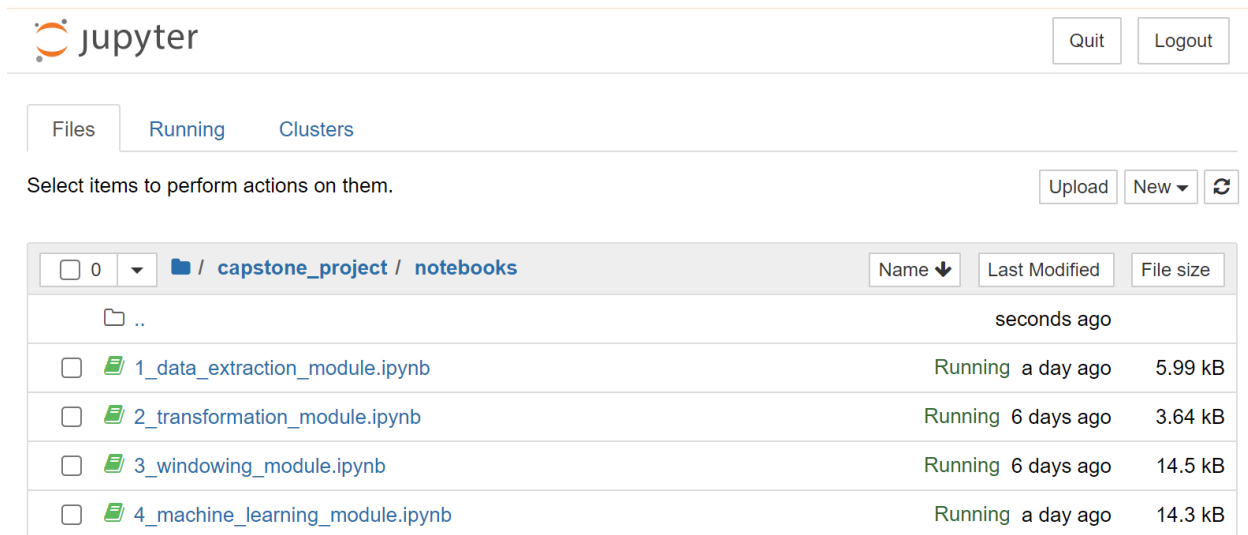 jupyter Quit Logout
Files Running Clusters
Select items to perform actions on them. Upload New
0 / capstone_project / notebooks Name Last Modified File size
.. seconds ago
1_data_extraction_module.ipynb Running a day ago 5.99 kB
2_transformation_module.ipynb Running 6 days ago 3.64 kB
3_windowing_module.ipynb Running 6 days ago 14.5 kB
4_machine_learning_module.ipynb Running a day ago 14.3 kB